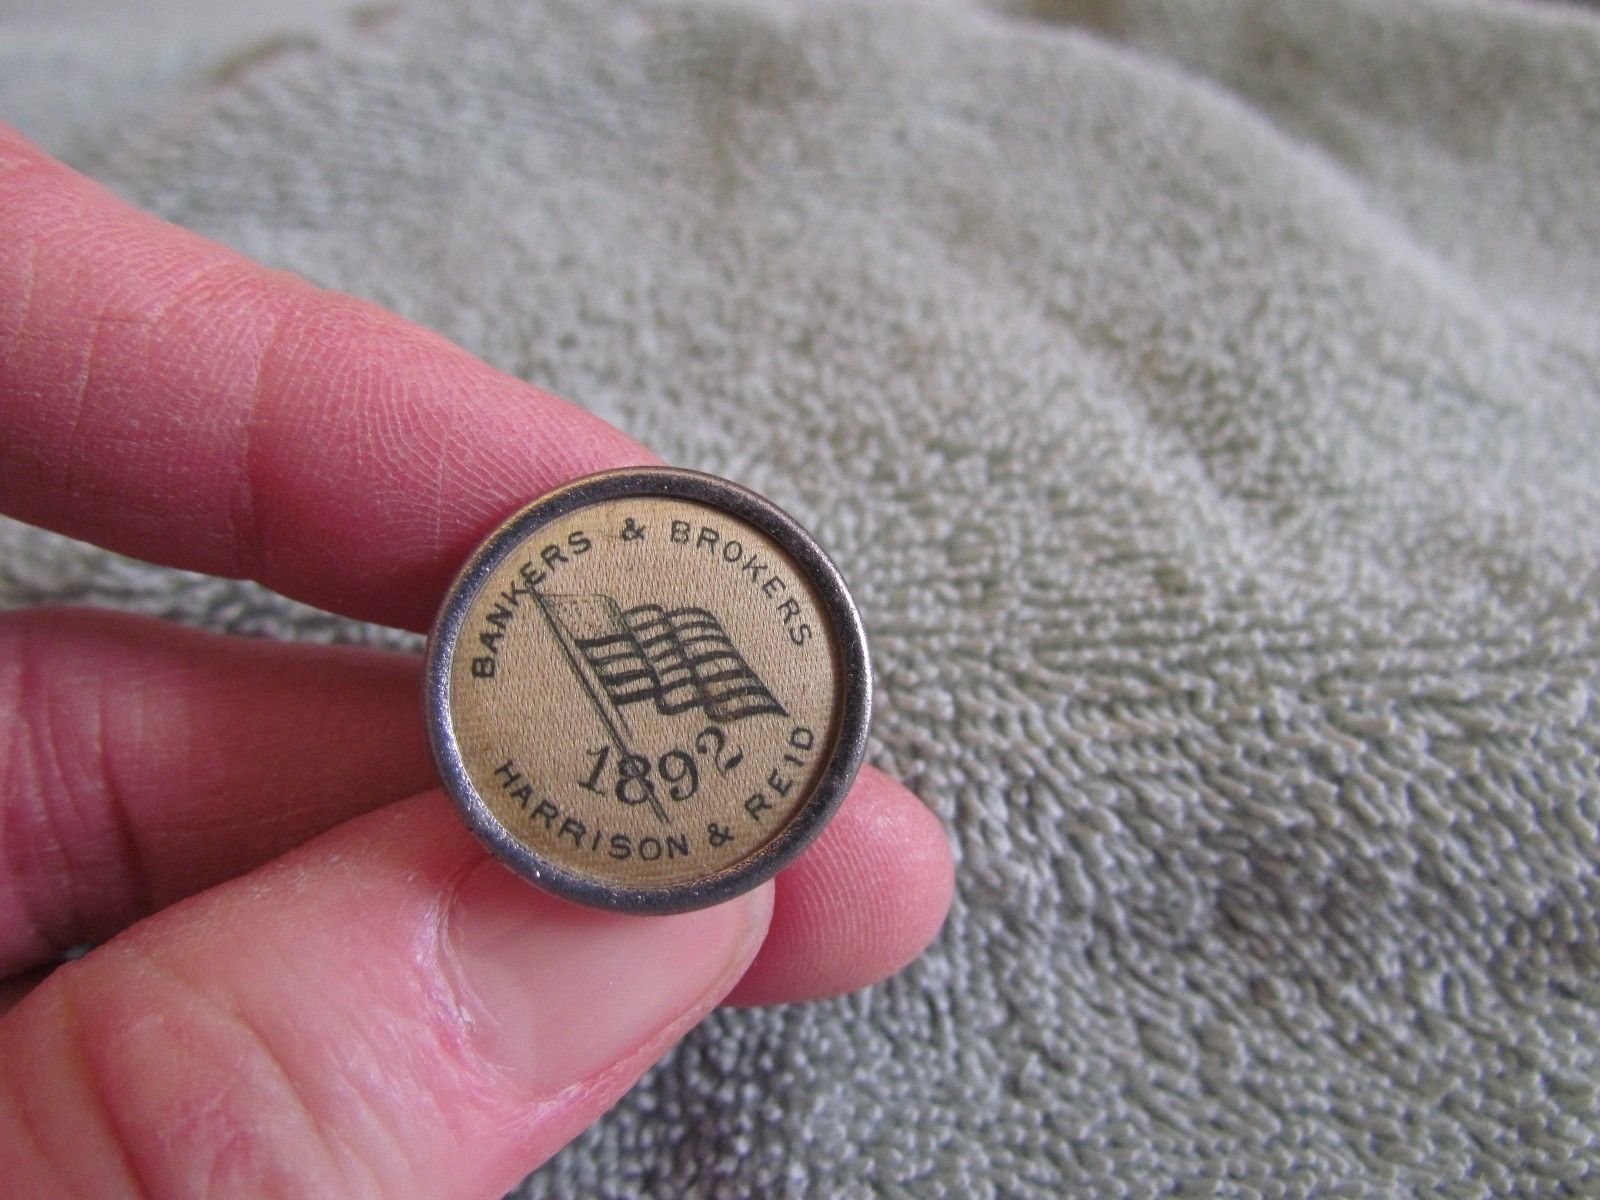 BANKERS & BROKERS
1892
HARRISON & REID